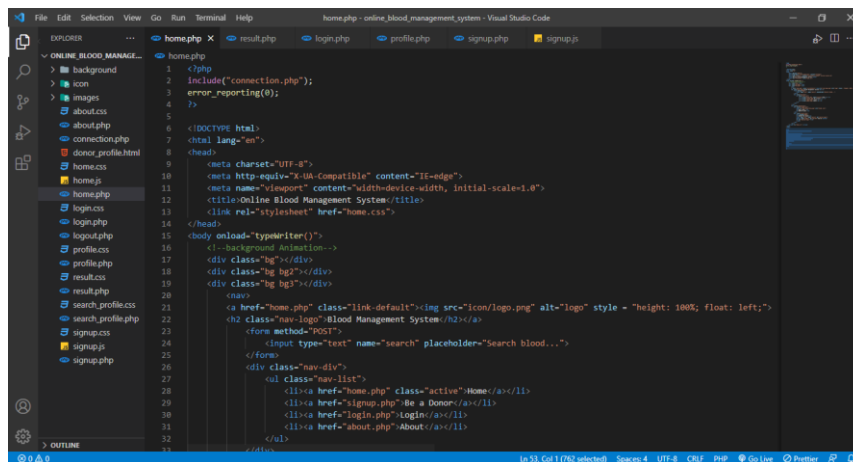 File Edit Selection View Go Run Terminal Help home.php - online_blood_management_system - Visual Studio Code
EXPLORER
home.php result.php login.php profile.php signup.php signup.js
ONLINE_BLOOD_MANAGE...
background
icon
images
about.css
about.php
connection.php
donor_profile.html
home.css
home.js
home.php
login.css
login.php
logout.php
profile.css
profile.php
result.css
result.php
search_profile.css
search_profile.php
signup.css
signup.js
signup.php
OUTLINE
home.php
1 <?php
2 include("connection.php");
3 error_reporting(0);
4 ?>
5
6 <!DOCTYPE html>
7 <html lang="en">
8 <head>
9 <meta charset="UTF-8">
10 <meta http-equiv="X-UA-Compatible" content="IE=edge">
11 <meta name="viewport" content="width=device-width, initial-scale=1.0">
12 <title>Online Blood Management System</title>
13 <link rel="stylesheet" href="home.css">
14 </head>
15 <body onload="typeWriter()">
16 <!--background Animation-->
17 <div class="bg"></div>
18 <div class="bg bg2"></div>
19 <div class="bg bg3"></div>
20 <nav>
21 <a href="home.php" class="link-default"><img src="icon/logo.png" alt="logo" style = "height: 100%; float: left;">
22 <h2 class="nav-logo">Blood Management System</h2></a>
23 <form method="POST">
24 <input type="text" name="search" placeholder="Search blood...">
25 </form>
26 <div class="nav-div">
27 <ul class="nav-list">
28 <li><a href="home.php" class="active">Home</a></li>
29 <li><a href="signup.php">Be a Donor</a></li>
30 <li><a href="login.php">Login</a></li>
31 <li><a href="about.php">About</a></li>
32 </ul>
33 </div>
0 0 Ln 53, Col 1 (762 selected) Spaces: 4 UTF-8 CRLF PHP Go Live Prettier